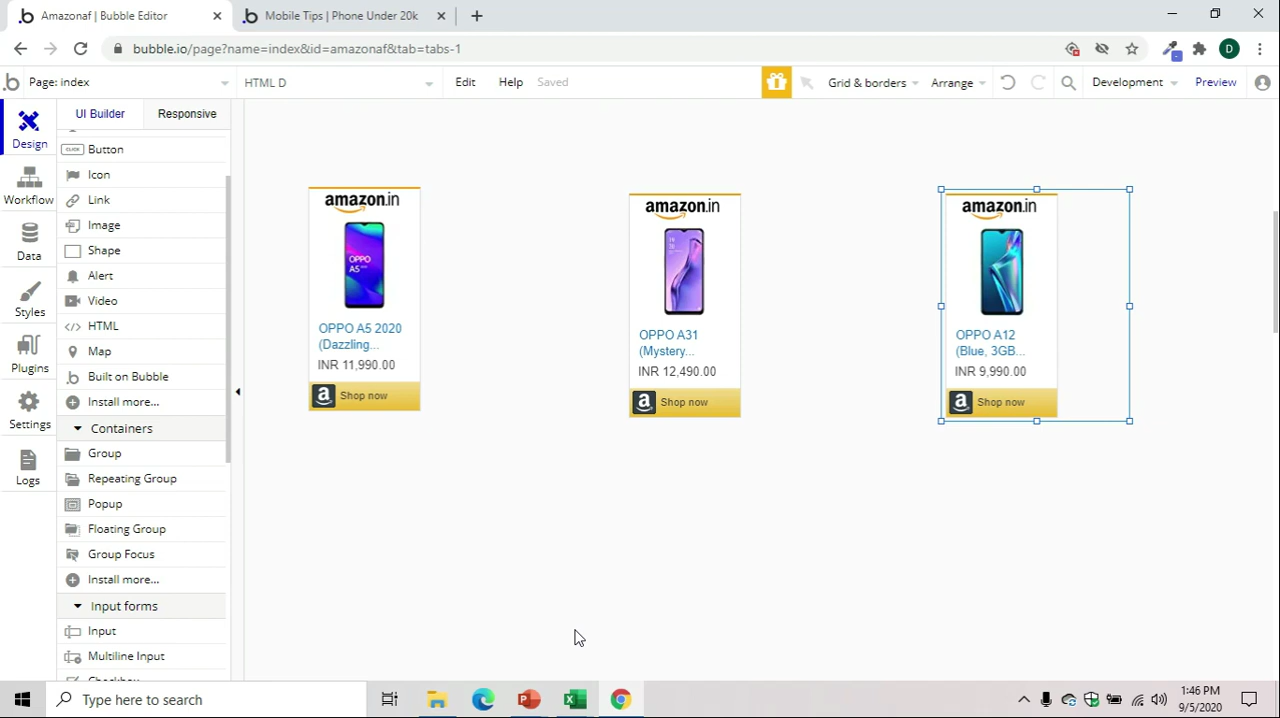 Amazonaf | Bubble Editor
Mobile Tips | Phone Under 20k
bubble.io/page?name=index&id=amazonaf&tab=tabs-1
D
Page: index
HTML D
Edit
Help
Saved
Grid & borders
Arrange
Development
Preview
UI Builder
Responsive
Design
Workflow
Data
Styles
Plugins
Settings
Logs
CLICK
Button
Icon
Link
Image
Shape
Alert
Video
HTML
Map
Built on Bubble
Install more...
Containers
Group
Repeating Group
Popup
Floating Group
Group Focus
Install more...
Input forms
Input
Multiline Input
amazon.in
OPPO
A5
OPPO A5 2020
(Dazzling...
INR 11,990.00
Shop now
amazon.in
OPPO A31
(Mystery...
INR 12,490.00
Shop now
amazon.in
OPPO A12
(Blue, 3GB...
INR 9,990.00
Shop now
Type here to search
1:46 PM
9/5/2020